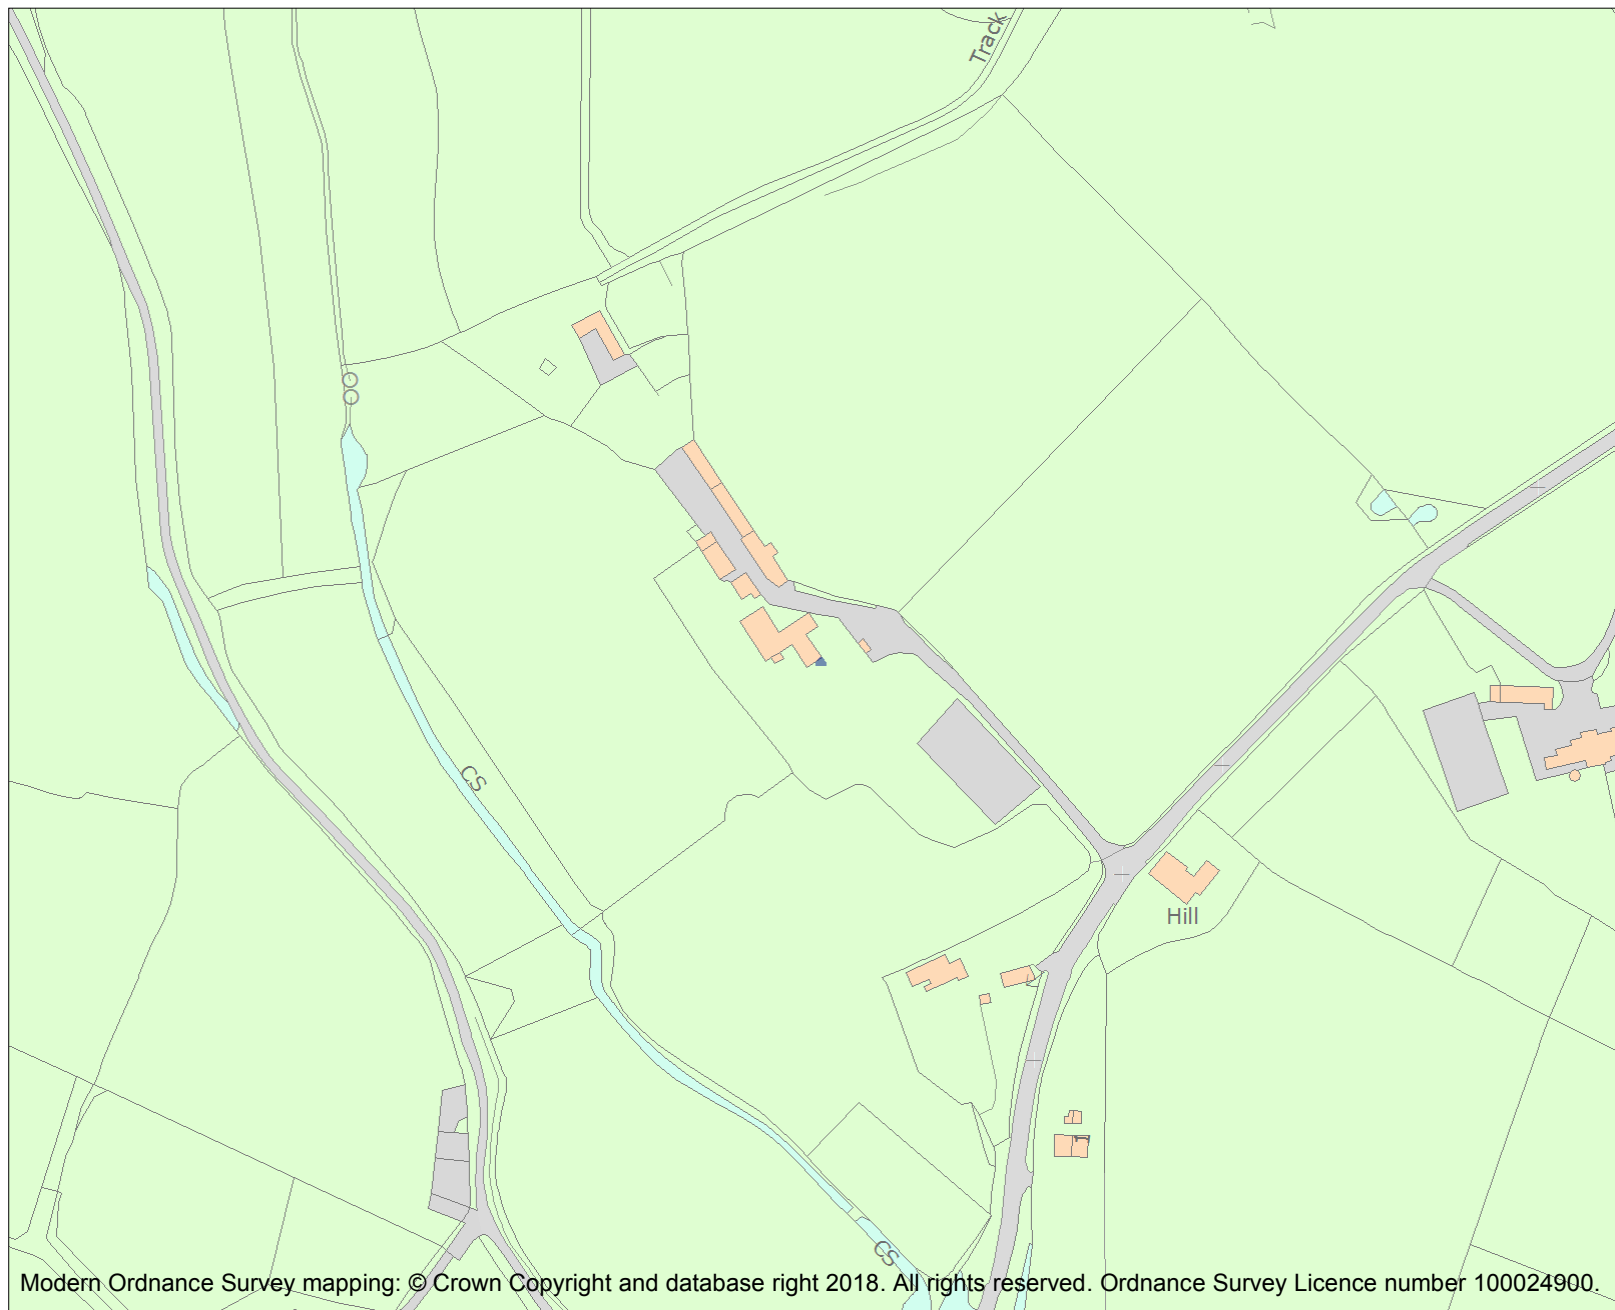 Track
CS
Hill
1
CS
Modern Ordnance Survey mapping: © Crown Copyright and database right 2018. All rights reserved. Ordnance Survey Licence number 100024900.